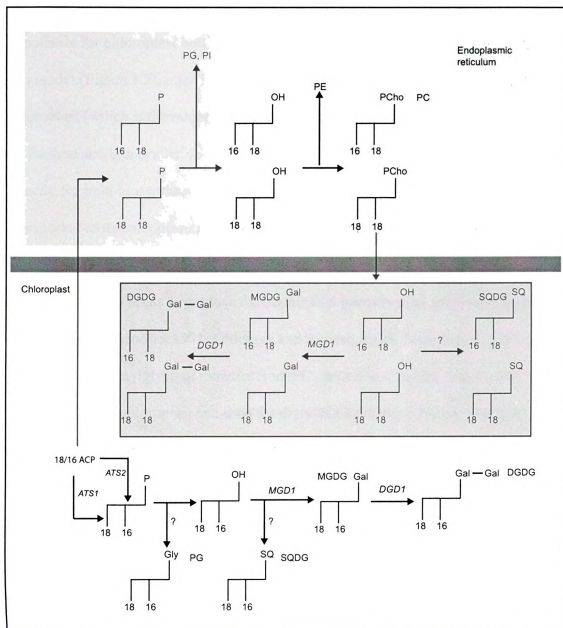 PG, PI
Endoplasmic
reticulum
P
OH
PE
PCho PC
16 18
16 18
16 18
P
OH
PCho
18 18
18 18
18 18
Chloroplast
DGDG
Gal — Gal
MGDG Gal
OH
SQDG SQ
16 18
DGD1
16 18
MGD1
16 18
?
16 18
Gal — Gal
Gal
OH
SQ
18 18
18 18
18 18
18 18
18/16 ACP
ATS2
ATS1
P
OH
MGD1
MGDG Gal
DGD1
Gal — Gal DGDG
18 16
18 16
18 16
18 16
?
?
Gly PG
SQ SQDG
18 16
18 16